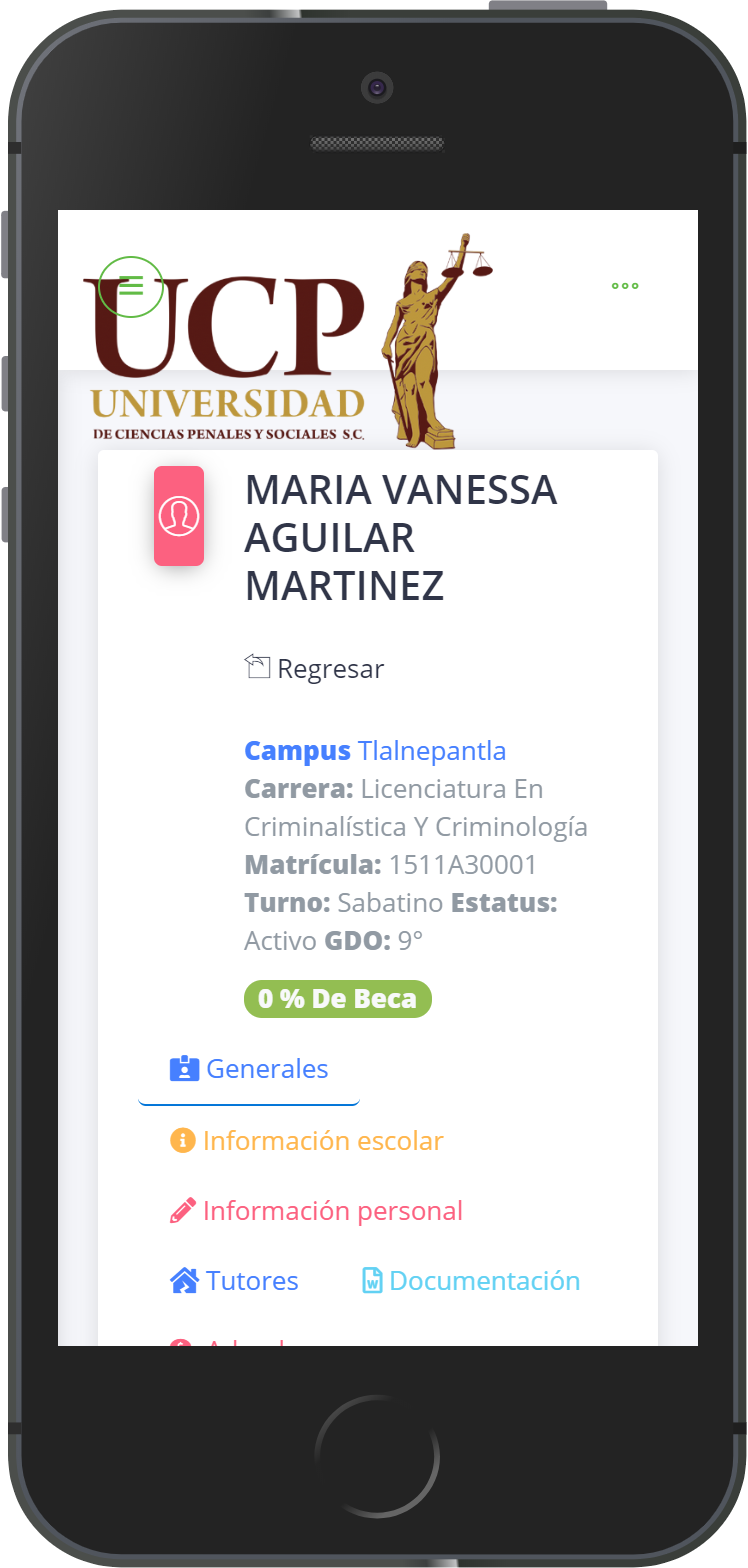 UCP
UNIVERSIDAD
DE CIENCIAS PENALES Y SOCIALES S.C.
MARIA VANESSA
AGUILAR
MARTINEZ
Regresar
Campus Tlalnepantla
Carrera: Licenciatura En
Criminalística Y Criminología
Matrícula: 1511A30001
Turno: Sabatino Estatus:
Activo GDO: 9°
0 % De Beca
Generales
Información escolar
Información personal
Tutores Documentación